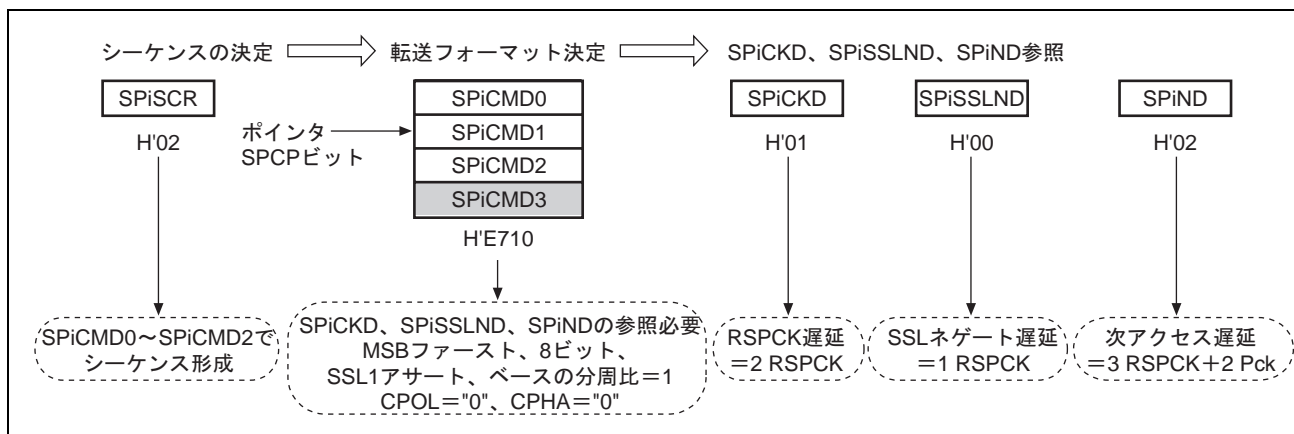 シーケンスの決定
転送フォーマット決定
SPiCKD、SPiSSLND、SPiND参照
SPiSCR
H'02
ポインタ
SPCPビット
SPiCMD0
SPiCMD1
SPiCMD2
SPiCMD3
H'E710
SPiCKD
H'01
SPiSSLND
H'00
SPiND
H'02
SPiCMD0～SPiCMD2で
シーケンス形成
SPiCKD、SPiSSLND、SPiNDの参照必要
MSBファースト、8ビット、
SSL1アサート、ベースの分周比＝1
CPOL＝"0"、CPHA＝"0"
RSPCK遅延
＝2 RSPCK
SSLネゲート遅延
＝1 RSPCK
次アクセス遅延
＝3 RSPCK＋2 Pck